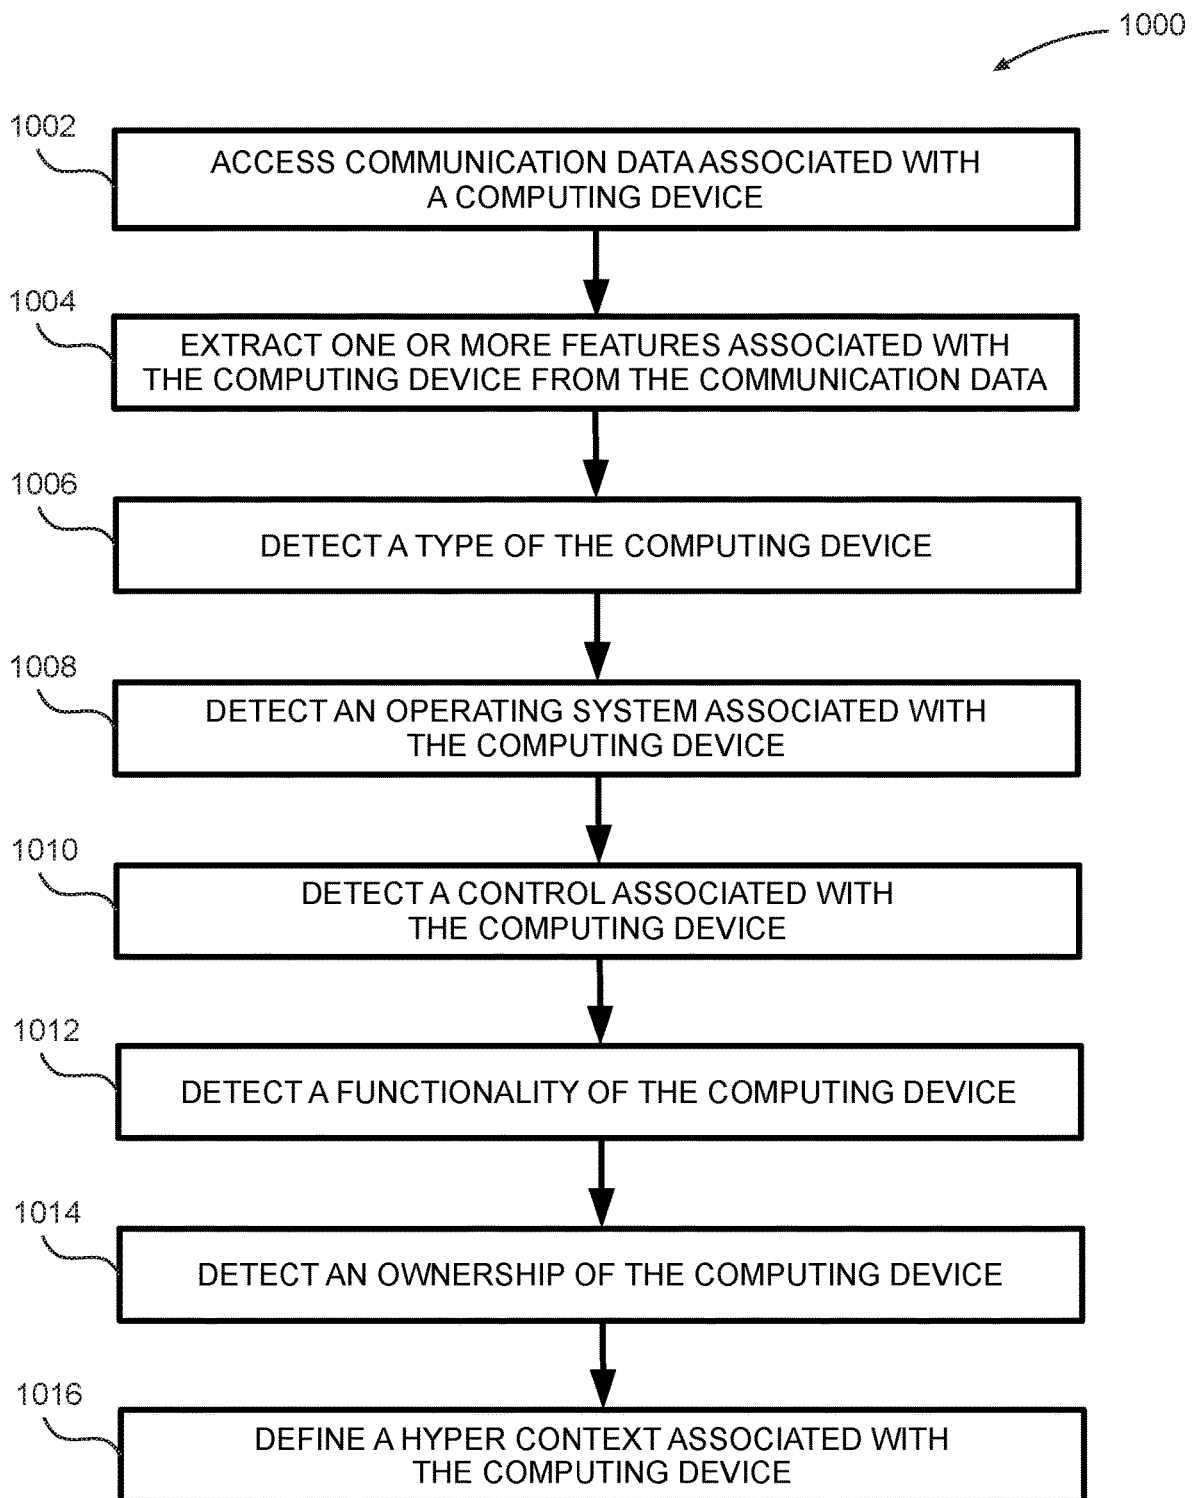 1000
1002
ACCESS COMMUNICATION DATA ASSOCIATED WITH
A COMPUTING DEVICE
1004
EXTRACT ONE OR MORE FEATURES ASSOCIATED WITH
THE COMPUTING DEVICE FROM THE COMMUNICATION DATA
1006
DETECT A TYPE OF THE COMPUTING DEVICE
1008
DETECT AN OPERATING SYSTEM ASSOCIATED WITH
THE COMPUTING DEVICE
1010
DETECT A CONTROL ASSOCIATED WITH
THE COMPUTING DEVICE
1012
DETECT A FUNCTIONALITY OF THE COMPUTING DEVICE
1014
DETECT AN OWNERSHIP OF THE COMPUTING DEVICE
1016
DEFINE A HYPER CONTEXT ASSOCIATED WITH
THE COMPUTING DEVICE